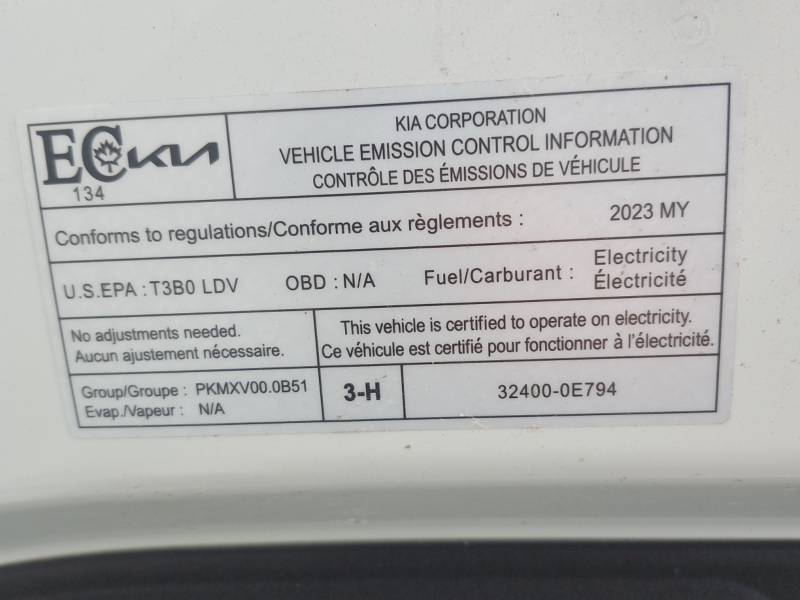 EC KIA
134
KIA CORPORATION
VEHICLE EMISSION CONTROL INFORMATION
CONTRÔLE DES ÉMISSIONS DE VÉHICULE
Conforms to regulations/Conforme aux règlements : 2023 MY
U.S.EPA : T3B0 LDV OBD : N/A Fuel/Carburant : Electricity
Électricité
No adjustments needed.
Aucun ajustement nécessaire.
This vehicle is certified to operate on electricity.
Ce véhicule est certifié pour fonctionner à l'électricité.
Group/Groupe : PKMXV00.0B51
Evap./Vapeur : N/A
3-H
32400-0E794